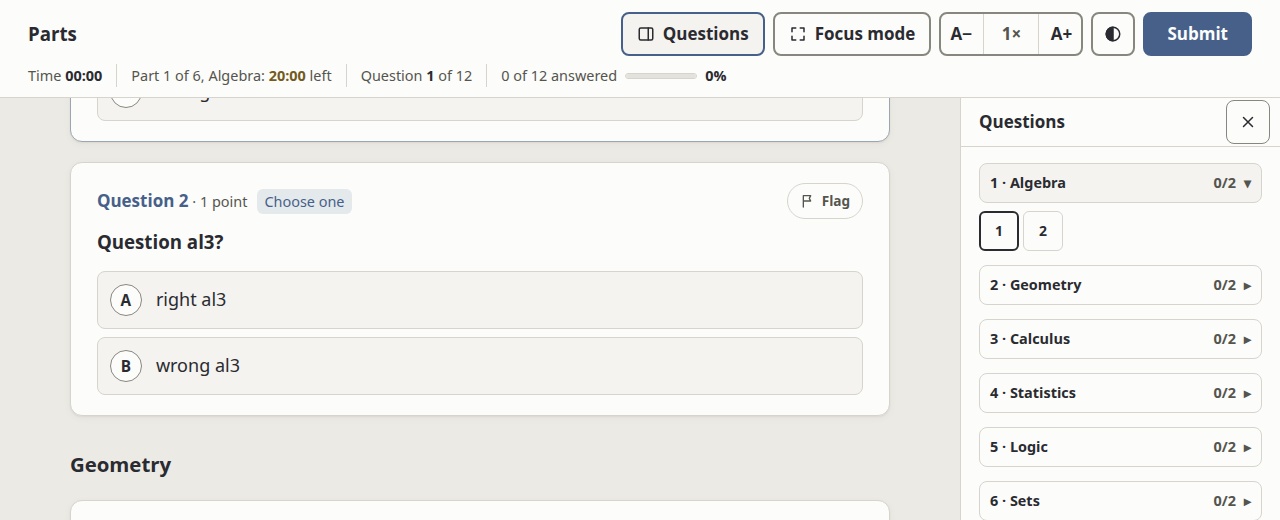 Parts
Questions
Focus mode
A−
1×
A+
Submit
Time 00:00
Part 1 of 6, Algebra: 20:00 left
Question 1 of 12
0 of 12 answered
0%
Question 2 · 1 point
Choose one
Flag
Question al3?
A right al3
B wrong al3
Geometry
Questions
1 · Algebra 0/2
1
2
2 · Geometry 0/2
3 · Calculus 0/2
4 · Statistics 0/2
5 · Logic 0/2
6 · Sets 0/2